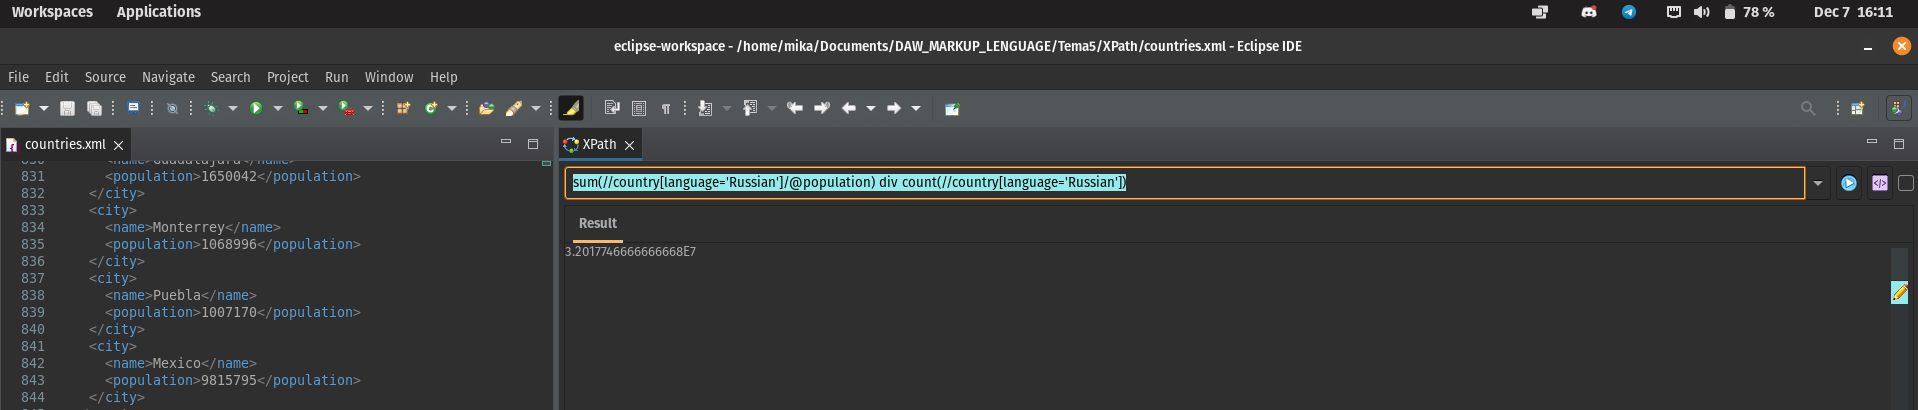 Workspaces Applications 78 % Dec 7 16:11
eclipse-workspace - /home/mika/Documents/DAW_MARKUP_LENGUAGE/Tema5/XPath/countries.xml - Eclipse IDE
File Edit Source Navigate Search Project Run Window Help
countries.xml
830 <name>Guadalajara</name>
831 <population>1650042</population>
832 </city>
833 <city>
834 <name>Monterrey</name>
835 <population>1068996</population>
836 </city>
837 <city>
838 <name>Puebla</name>
839 <population>1007170</population>
840 </city>
841 <city>
842 <name>Mexico</name>
843 <population>9815795</population>
844 </city>
XPath
sum(//country[language='Russian']/@population) div count(//country[language='Russian'])
Result
3.2017746666666668E7